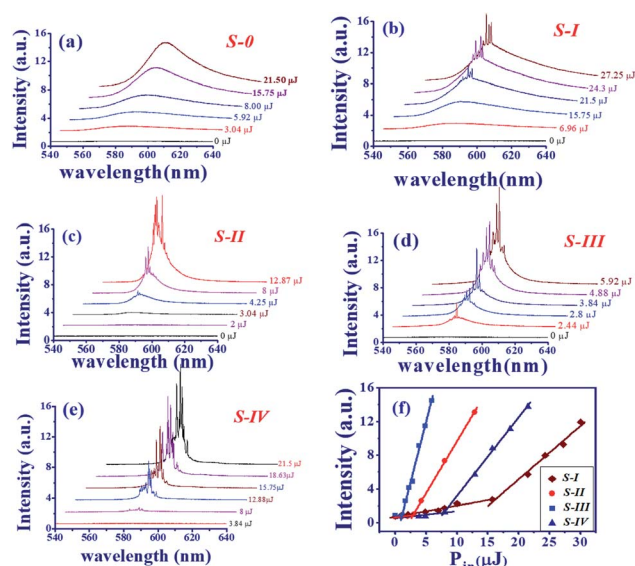 (a) S-0
Intensity (a.u.)
16
12
8
4
0
21.50 μJ
15.75 μJ
8.00 μJ
5.92 μJ
3.04 μJ
0 μJ
540 560 580 600 620 640
wavelength(nm)
(b) S-I
Intensity (a.u.)
16
12
8
4
0
27.25 μJ
24.3 μJ
21.5 μJ
15.75 μJ
6.96 μJ
0 μJ
540 560 580 600 620 640
wavelength(nm)
(c) S-II
Intensity (a.u.)
16
12
8
4
0
12.87 μJ
8 μJ
4.25 μJ
3.04 μJ
2 μJ
0 μJ
540 560 580 600 620 640
wavelength(nm)
(d) S-III
Intensity (a.u.)
16
12
8
4
0
5.92 μJ
4.88 μJ
3.84 μJ
2.8 μJ
2.44 μJ
0 μJ
540 560 580 600 620 640
wavelength(nm)
(e) S-IV
Intensity (a.u.)
16
12
8
4
0
21.5 μJ
18.63μJ
15.75μJ
12.88μJ
8 μJ
3.84 μJ
540 560 580 600 620 640
wavelength(nm)
(f)
Intensity (a.u.)
16
12
8
4
0
S-I
S-II
S-III
S-IV
0 5 10 15 20 25 30
P_in(μJ)